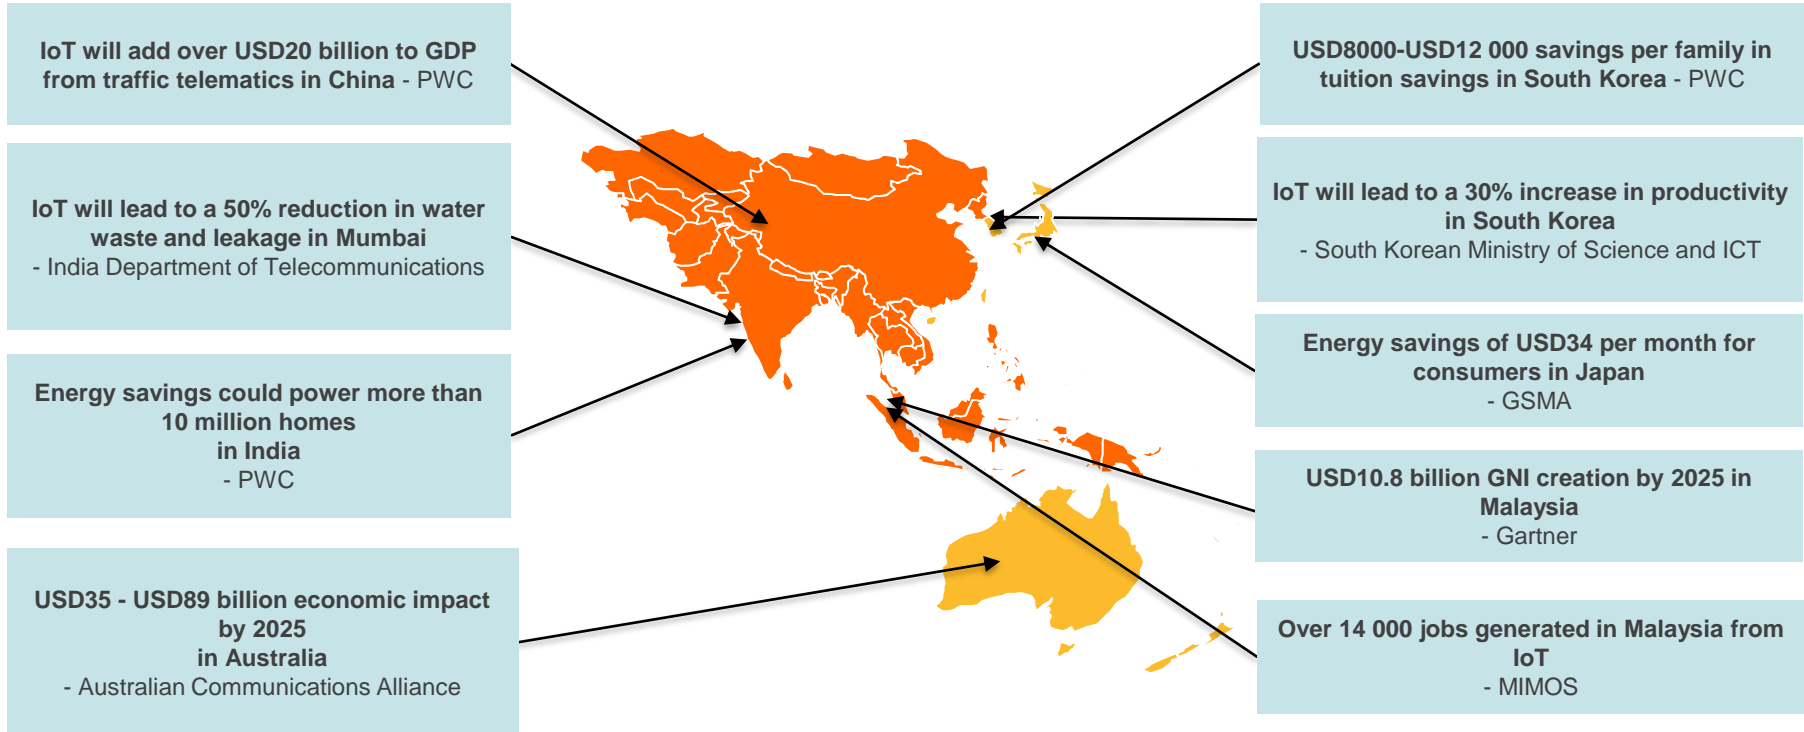 IoT will add over USD20 billion to GDP
from traffic telematics in China - PWC
IoT will lead to a 50% reduction in water
waste and leakage in Mumbai
- India Department of Telecommunications
Energy savings could power more than
10 million homes
in India
- PWC
USD35 - USD89 billion economic impact
by 2025
in Australia
- Australian Communications Alliance
USD8000-USD12 000 savings per family in
tuition savings in South Korea - PWC
IoT will lead to a 30% increase in productivity
in South Korea
- South Korean Ministry of Science and ICT
Energy savings of USD34 per month for
consumers in Japan
- GSMA
USD10.8 billion GNI creation by 2025 in
Malaysia
- Gartner
Over 14 000 jobs generated in Malaysia from
IoT
- MIMOS